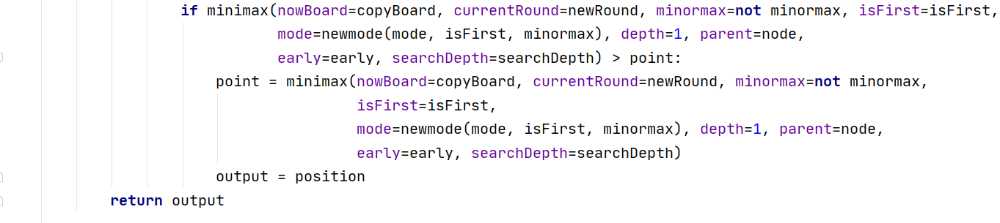 if minimax(nowBoard=copyBoard, currentRound=newRound, minormax=not minormax, isFirst=isFirst,
mode=newmode(mode, isFirst, minormax), depth=1, parent=node,
early=early, searchDepth=searchDepth) > point:
point = minimax(nowBoard=copyBoard, currentRound=newRound, minormax=not minormax,
isFirst=isFirst,
mode=newmode(mode, isFirst, minormax), depth=1, parent=node,
early=early, searchDepth=searchDepth)
output = position
return output